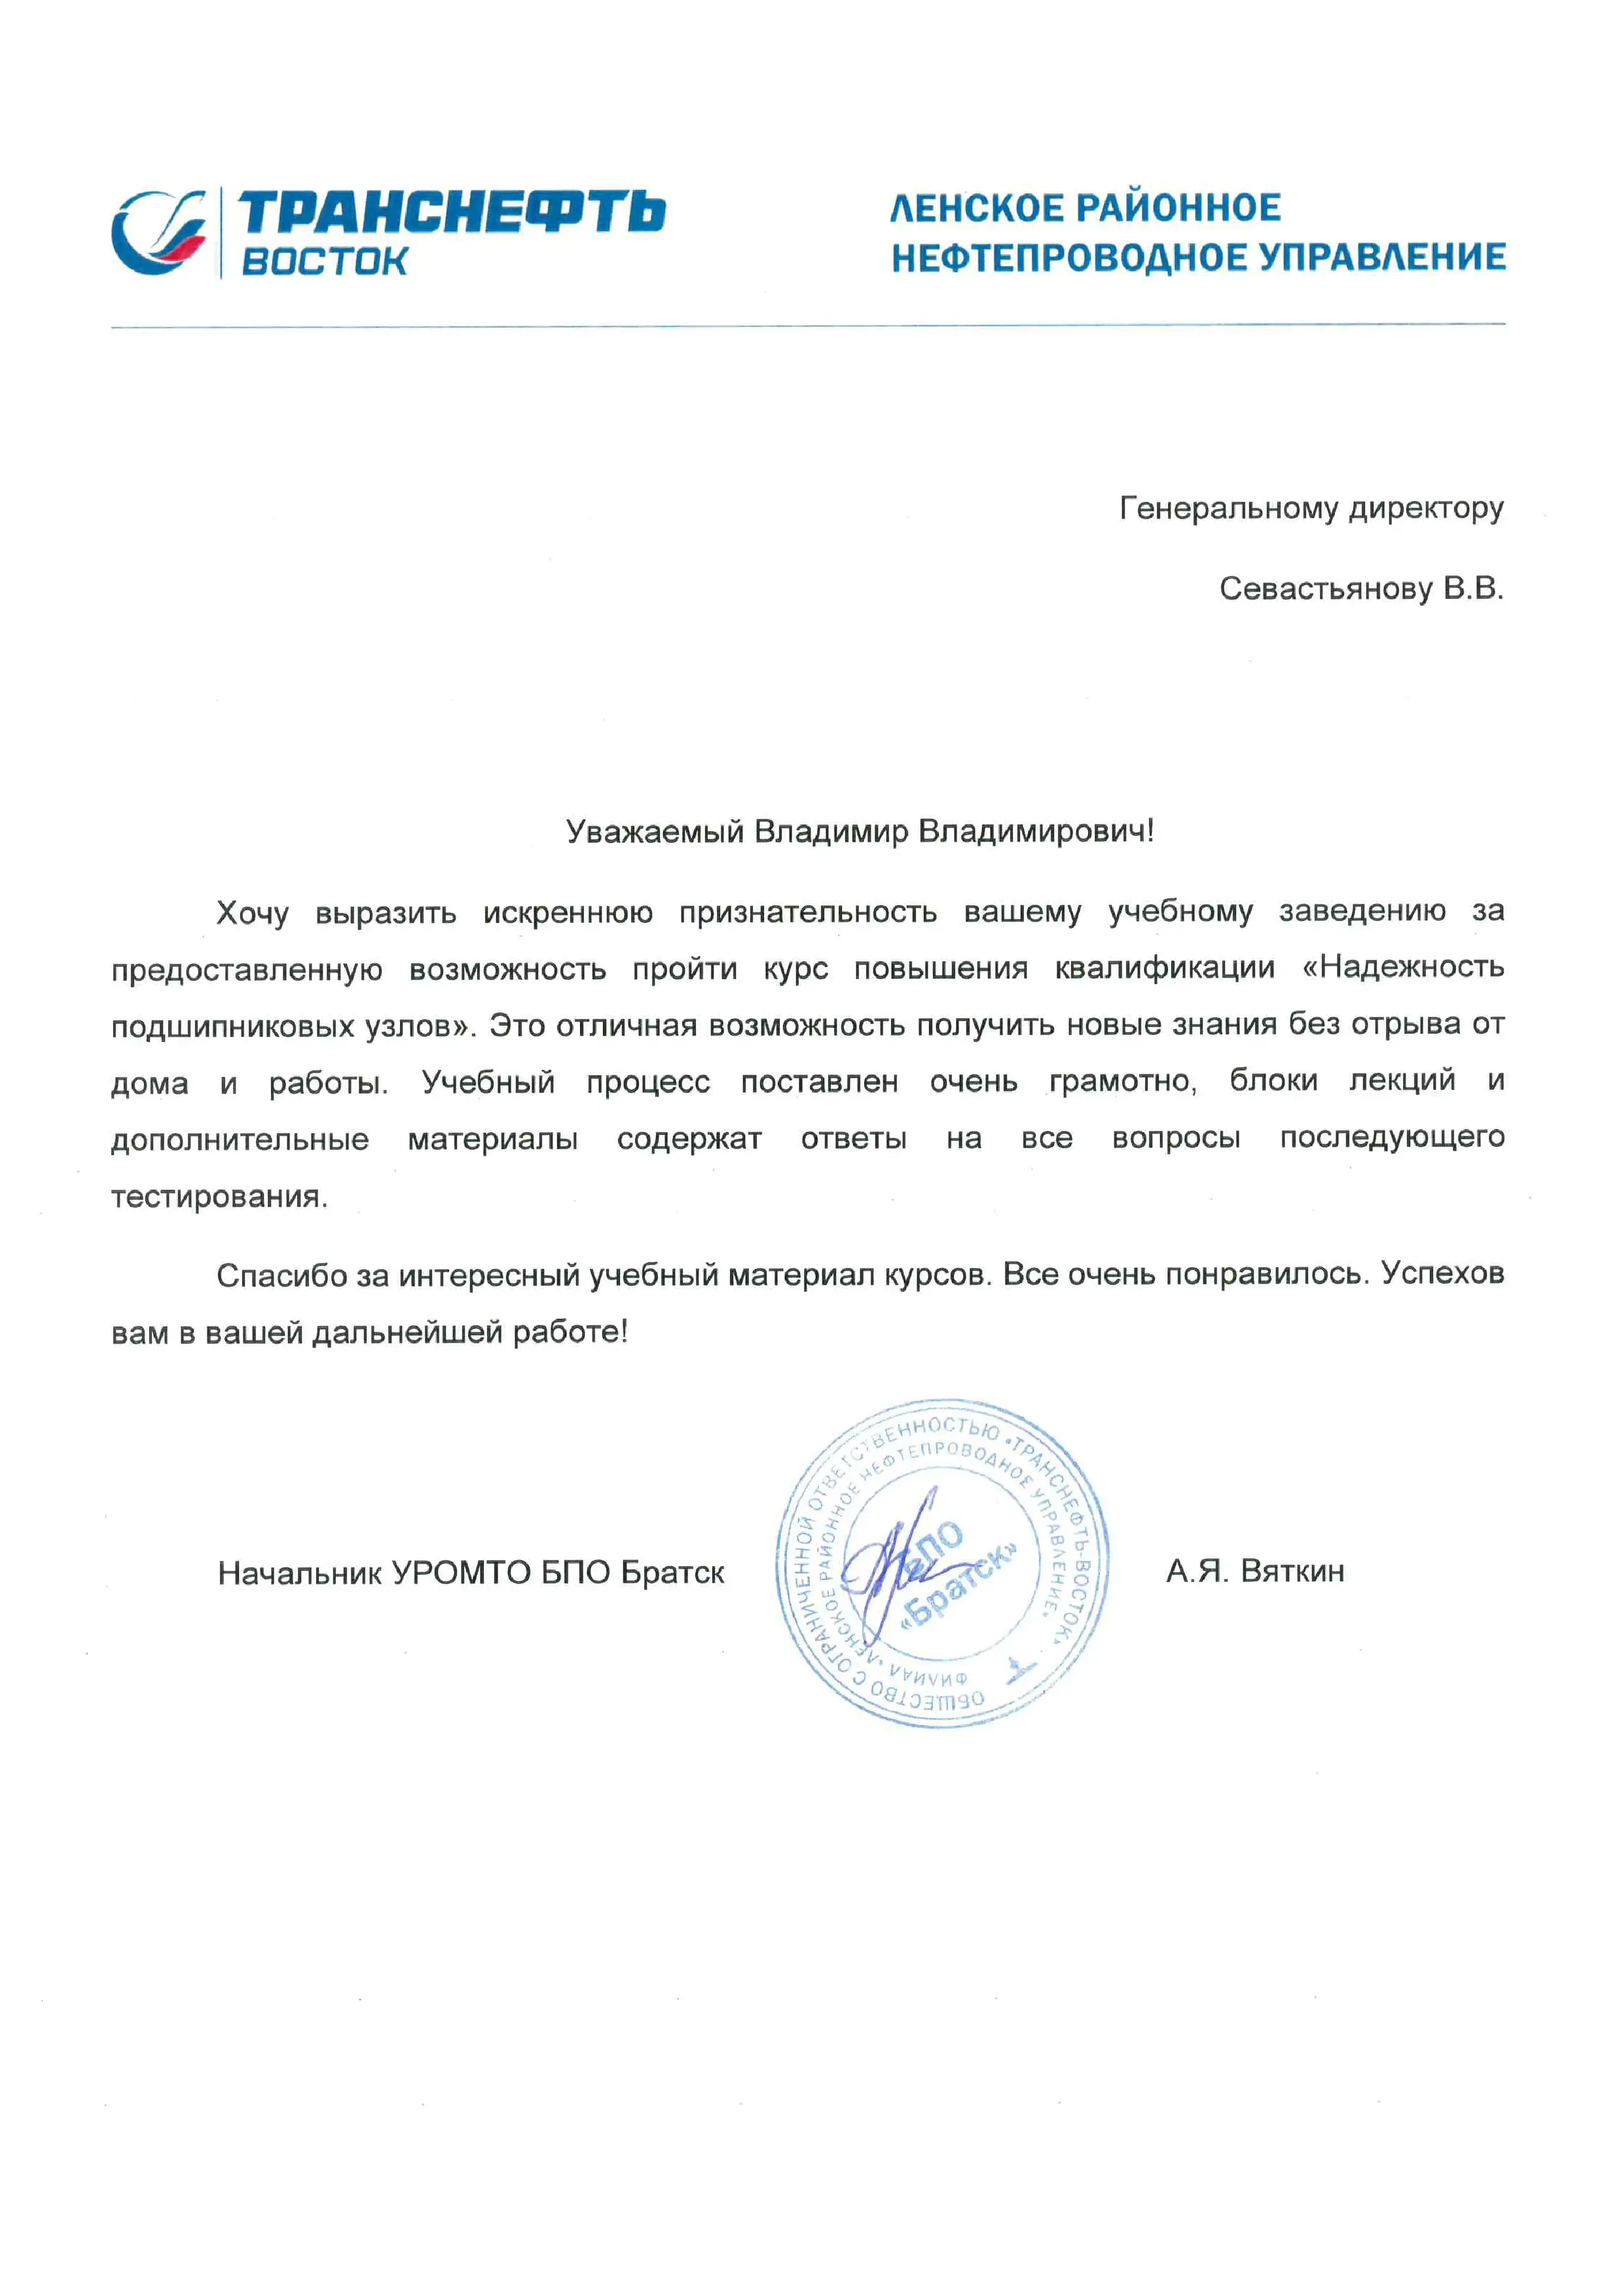 ТРАНСНЕФТЬ
ВОСТОК
ЛЕНСКОЕ РАЙОННОЕ
НЕФТЕПРОВОДНОЕ УПРАВЛЕНИЕ
Генеральному директору
Севастьянову В.В.
Уважаемый Владимир Владимирович!
Хочу выразить искреннюю признательность вашему учебному заведению за
предоставленную возможность пройти курс повышения квалификации «Надежность
подшипниковых узлов». Это отличная возможность получить новые знания без отрыва от
дома и работы. Учебный процесс поставлен очень грамотно, блоки лекций и
дополнительные материалы содержат ответы на все вопросы последующего
тестирования.
Спасибо за интересный учебный материал курсов. Все очень понравилось. Успехов
вам в вашей дальнейшей работе!
Начальник УРОМТО БПО Братск
А.Я. Вяткин
ОБЩЕСТВО С ОГРАНИЧЕННОЙ ОТВЕТСТВЕННОСТЬЮ «ТРАНСНЕФТЬ-ВОСТОК»
ФИЛИАЛ «ЛЕНСКОЕ РАЙОННОЕ НЕФТЕПРОВОДНОЕ УПРАВЛЕНИЕ»
БПО
«Братск»